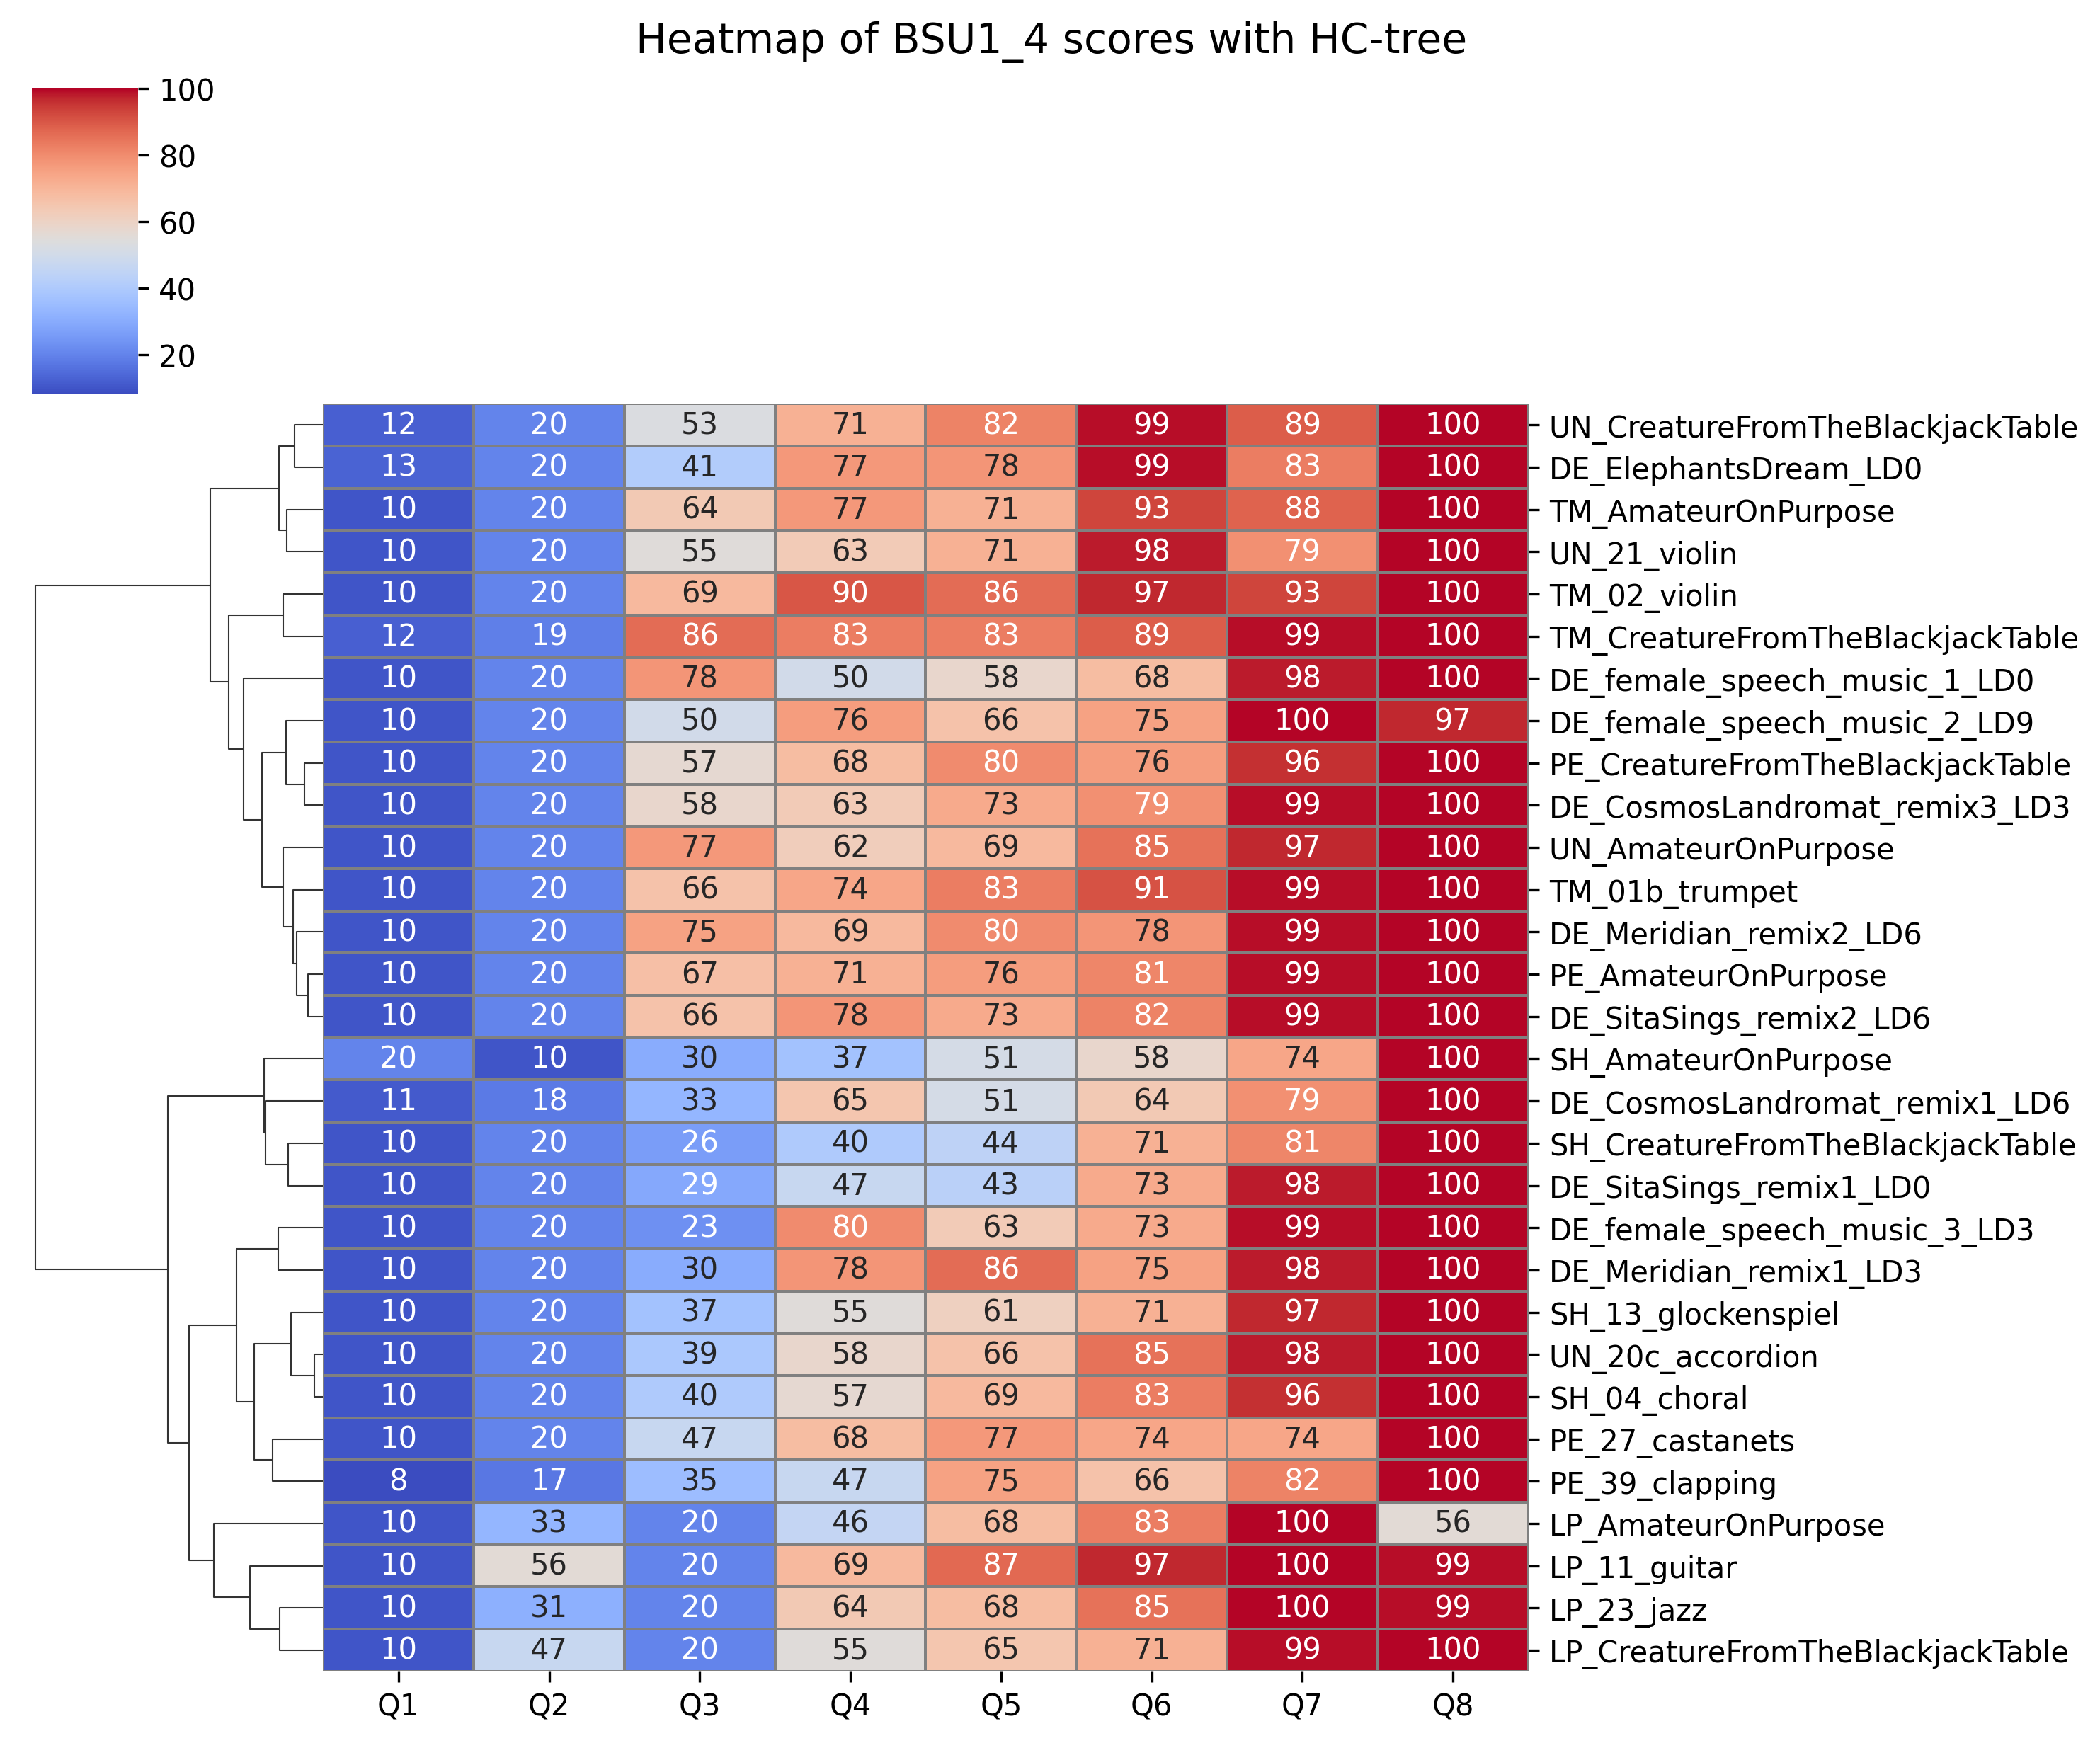 Heatmap of BSU1_4 scores with HC-tree
100
80
60
40
20
12 20 53 71 82 99 89 100 UN_CreatureFromTheBlackjackTable
13 20 41 77 78 99 83 100 DE_ElephantsDream_LD0
10 20 64 77 71 93 88 100 TM_AmateurOnPurpose
10 20 55 63 71 98 79 100 UN_21_violin
10 20 69 90 86 97 93 100 TM_02_violin
12 19 86 83 83 89 99 100 TM_CreatureFromTheBlackjackTable
10 20 78 50 58 68 98 100 DE_female_speech_music_1_LD0
10 20 50 76 66 75 100 97 DE_female_speech_music_2_LD9
10 20 57 68 80 76 96 100 PE_CreatureFromTheBlackjackTable
10 20 58 63 73 79 99 100 DE_CosmosLandromat_remix3_LD3
10 20 77 62 69 85 97 100 UN_AmateurOnPurpose
10 20 66 74 83 91 99 100 TM_01b_trumpet
10 20 75 69 80 78 99 100 DE_Meridian_remix2_LD6
10 20 67 71 76 81 99 100 PE_AmateurOnPurpose
10 20 66 78 73 82 99 100 DE_SitaSings_remix2_LD6
20 10 30 37 51 58 74 100 SH_AmateurOnPurpose
11 18 33 65 51 64 79 100 DE_CosmosLandromat_remix1_LD6
10 20 26 40 44 71 81 100 SH_CreatureFromTheBlackjackTable
10 20 29 47 43 73 98 100 DE_SitaSings_remix1_LD0
10 20 23 80 63 73 99 100 DE_female_speech_music_3_LD3
10 20 30 78 86 75 98 100 DE_Meridian_remix1_LD3
10 20 37 55 61 71 97 100 SH_13_glockenspiel
10 20 39 58 66 85 98 100 UN_20c_accordion
10 20 40 57 69 83 96 100 SH_04_choral
10 20 47 68 77 74 74 100 PE_27_castanets
8 17 35 47 75 66 82 100 PE_39_clapping
10 33 20 46 68 83 100 56 LP_AmateurOnPurpose
10 56 20 69 87 97 100 99 LP_11_guitar
10 31 20 64 68 85 100 99 LP_23_jazz
10 47 20 55 65 71 99 100 LP_CreatureFromTheBlackjackTable
Q1 Q2 Q3 Q4 Q5 Q6 Q7 Q8